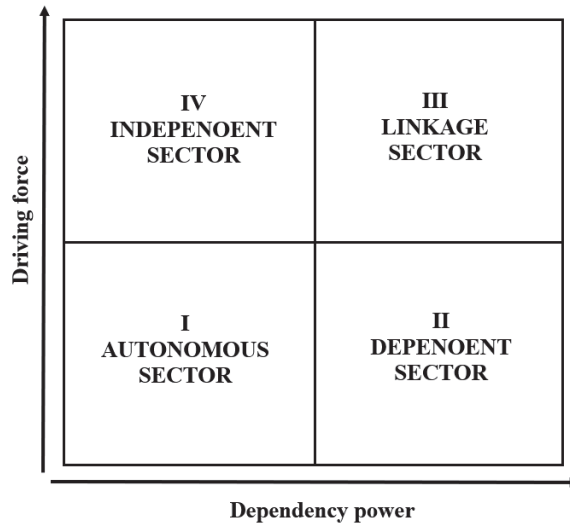 IV
INDEPENOENT
SECTOR
III
LINKAGE
SECTOR
Driving force
I
AUTONOMOUS
SECTOR
II
DEPENOENT
SECTOR
Dependency power